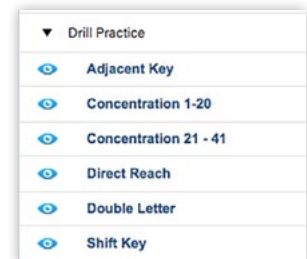 Drill Practice
Adjacent Key
Concentration 1-20
Concentration 21 - 41
Direct Reach
Double Letter
Shift Key